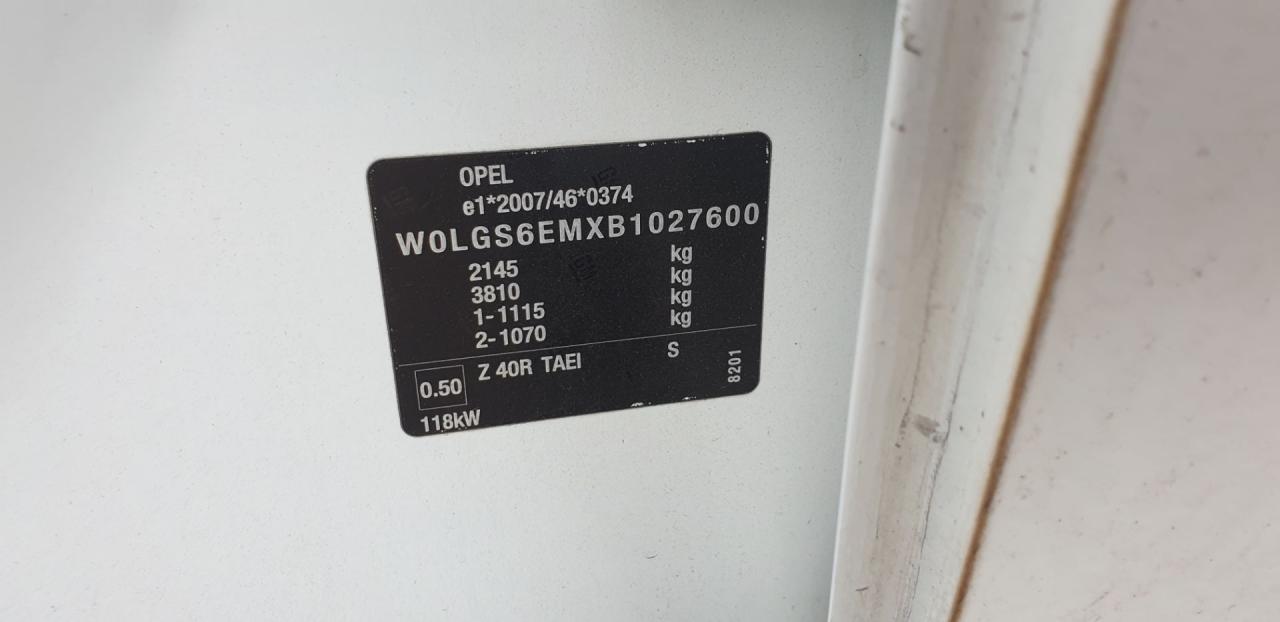 OPEL
e1*2007/46*0374
W0LGS6EMXB1027600
2145 kg
3810 kg
1-1115 kg
2-1070 kg
0.50 Z 40R TAEI S
8201
118kW